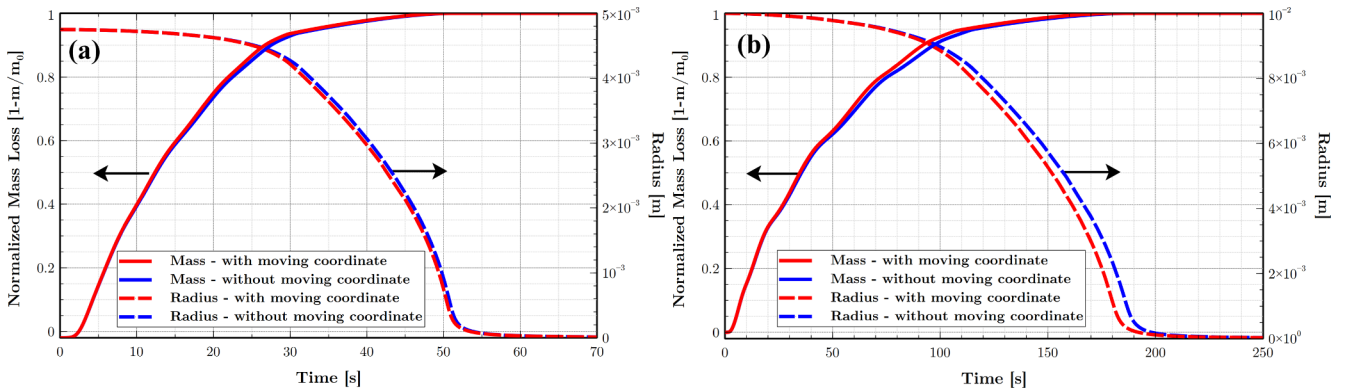 (a)
Normalized Mass Loss [1-m/m₀]
1
0.8
0.6
0.4
0.2
0
5×10⁻³
4×10⁻³
3×10⁻³
2×10⁻³
10⁻³
0×10⁰
Radius [m]
Mass - with moving coordinate
Mass - without moving coordinate
Radius - with moving coordinate
Radius - without moving coordinate
0 10 20 30 40 50 60 70
Time [s]
(b)
Normalized Mass Loss [1-m/m₀]
1
0.8
0.6
0.4
0.2
0
10⁻²
8×10⁻³
6×10⁻³
4×10⁻³
2×10⁻³
0×10⁰
Radius [m]
Mass - with moving coordinate
Mass - without moving coordinate
Radius - with moving coordinate
Radius - without moving coordinate
0 50 100 150 200 250
Time [s]